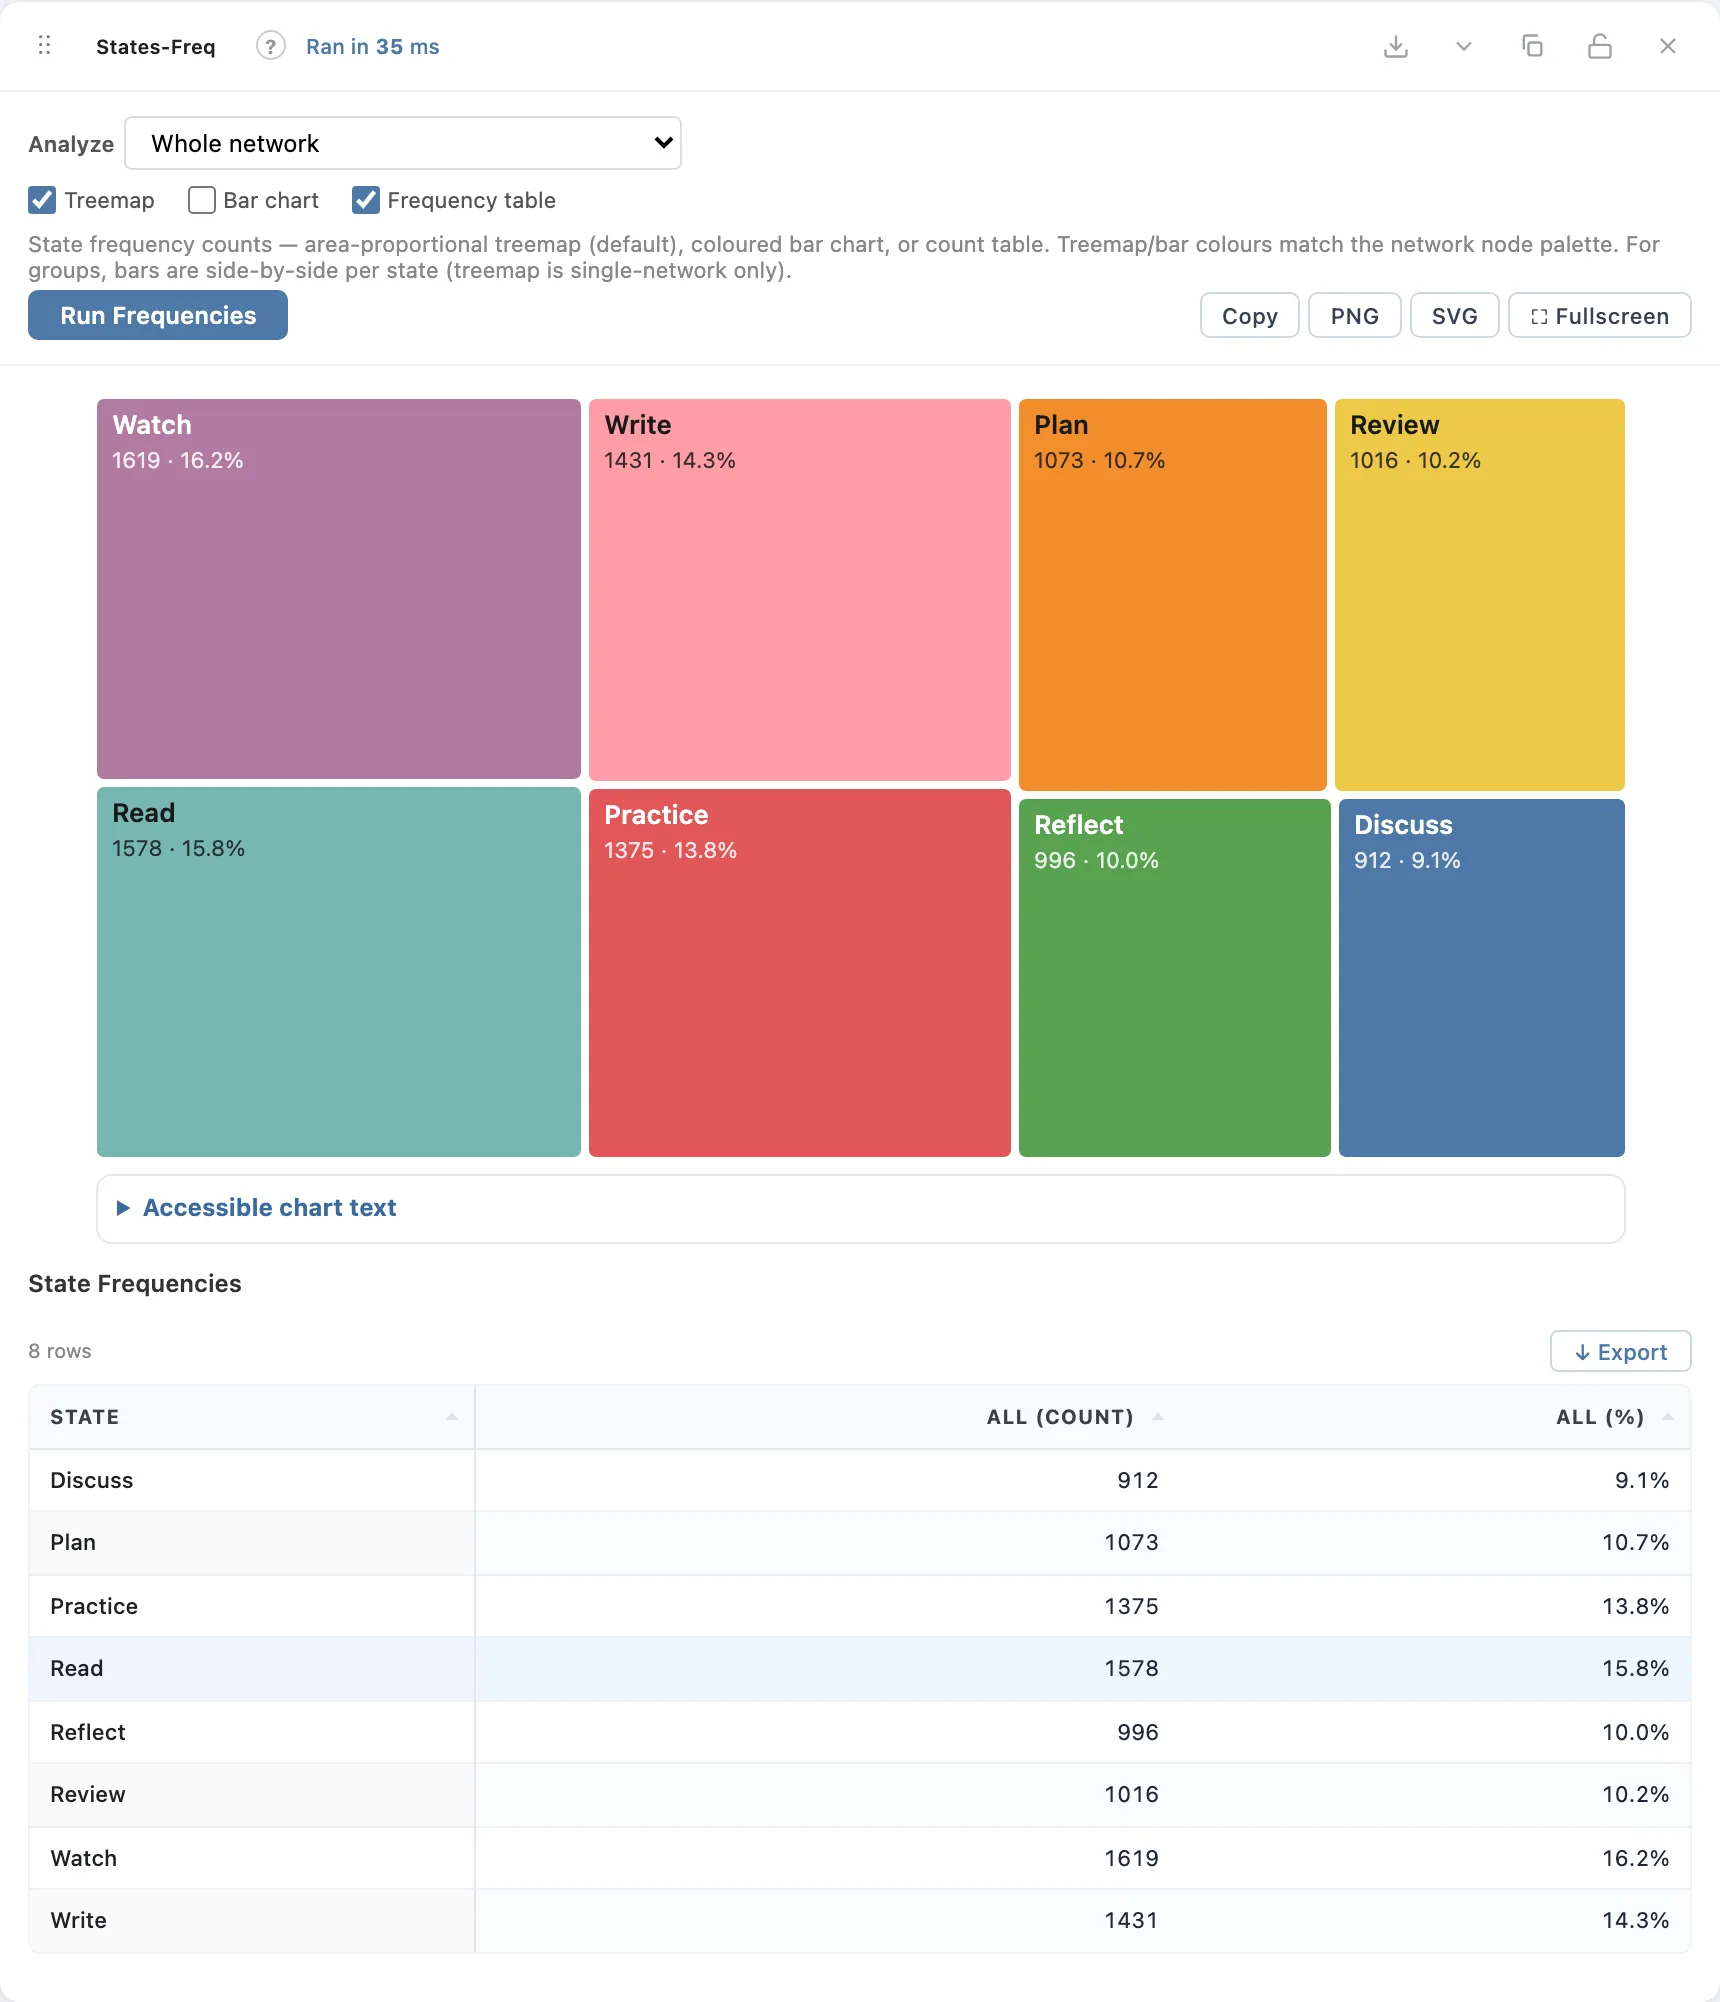 States-Freq ? Ran in 35 ms
Analyze Whole network
Treemap Bar chart Frequency table
State frequency counts — area-proportional treemap (default), coloured bar chart, or count table. Treemap/bar colours match the network node palette. For
groups, bars are side-by-side per state (treemap is single-network only).
Run Frequencies Copy PNG SVG Fullscreen
Watch
1619 · 16.2%
Write
1431 · 14.3%
Plan
1073 · 10.7%
Review
1016 · 10.2%
Read
1578 · 15.8%
Practice
1375 · 13.8%
Reflect
996 · 10.0%
Discuss
912 · 9.1%
Accessible chart text
State Frequencies
8 rows ↓ Export
STATE ALL (COUNT) ALL (%)
Discuss 912 9.1%
Plan 1073 10.7%
Practice 1375 13.8%
Read 1578 15.8%
Reflect 996 10.0%
Review 1016 10.2%
Watch 1619 16.2%
Write 1431 14.3%